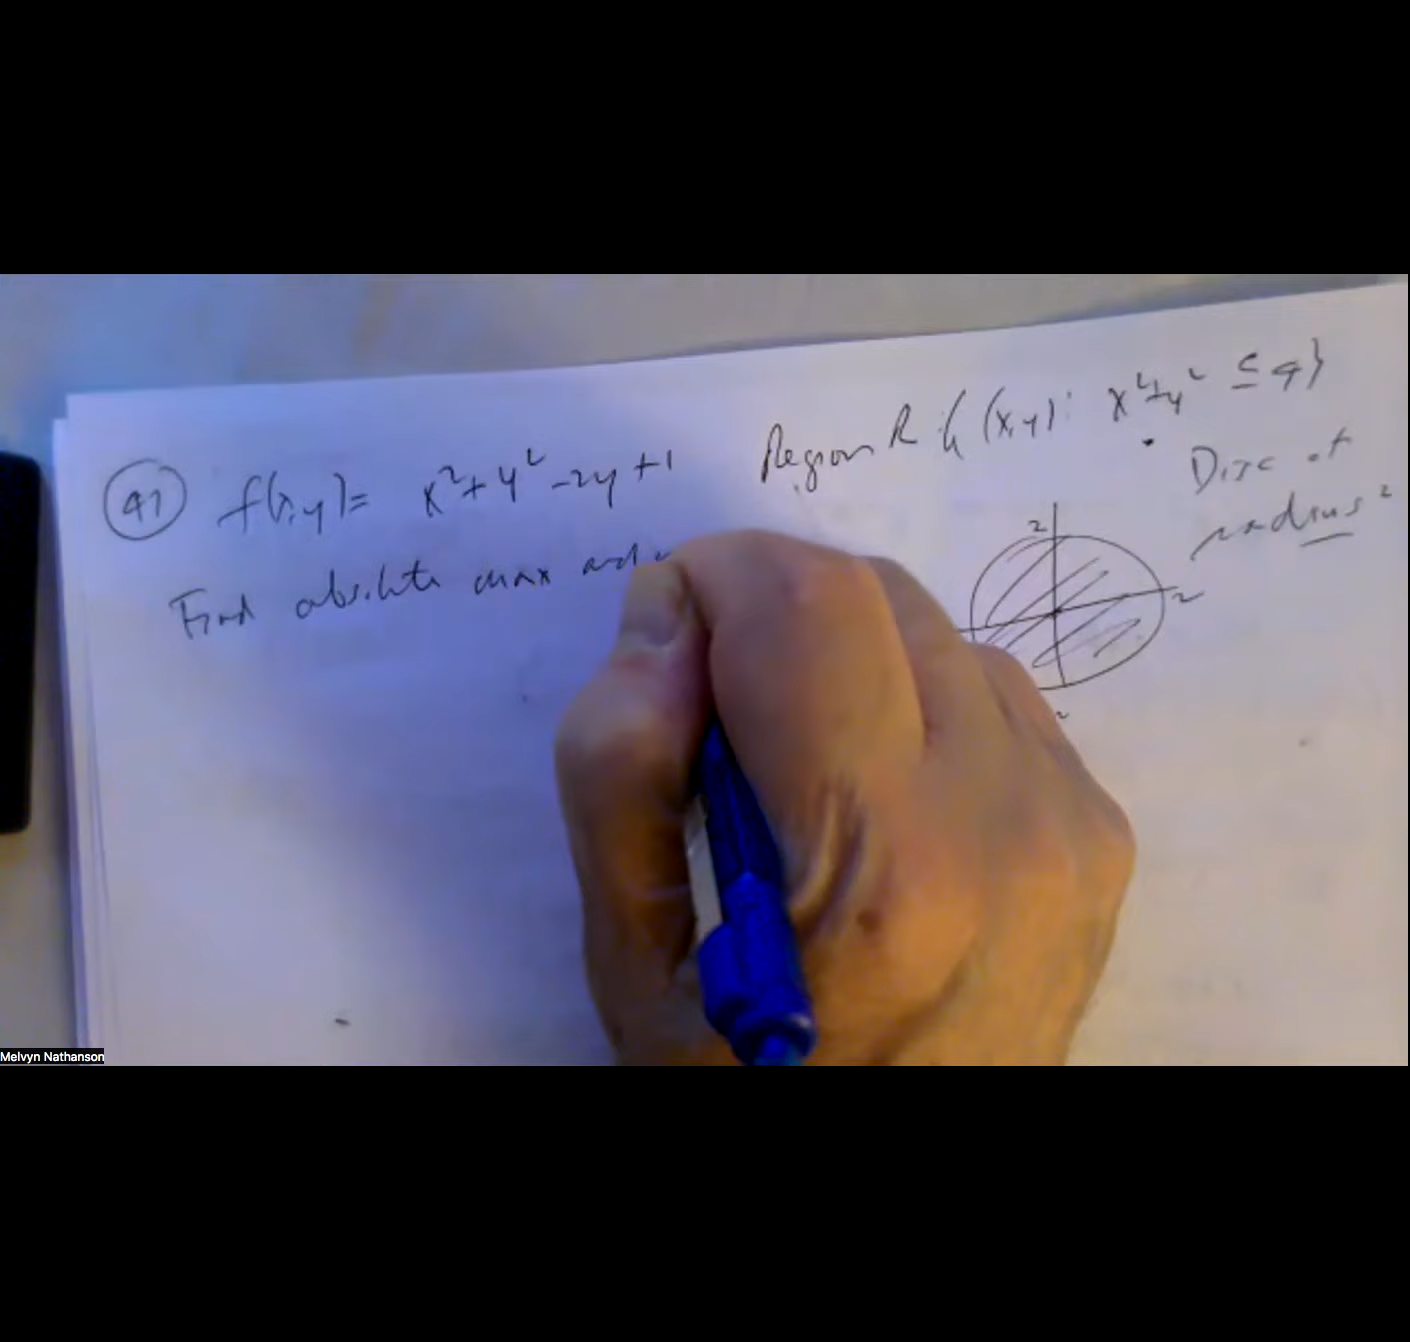 41 f(x,y)= x²+y²-2y+1 Region R {(x,y): x²+y² ≤ 4}
Find absolute max and
Disc of
radius 2
2
2
2
Melvyn Nathanson